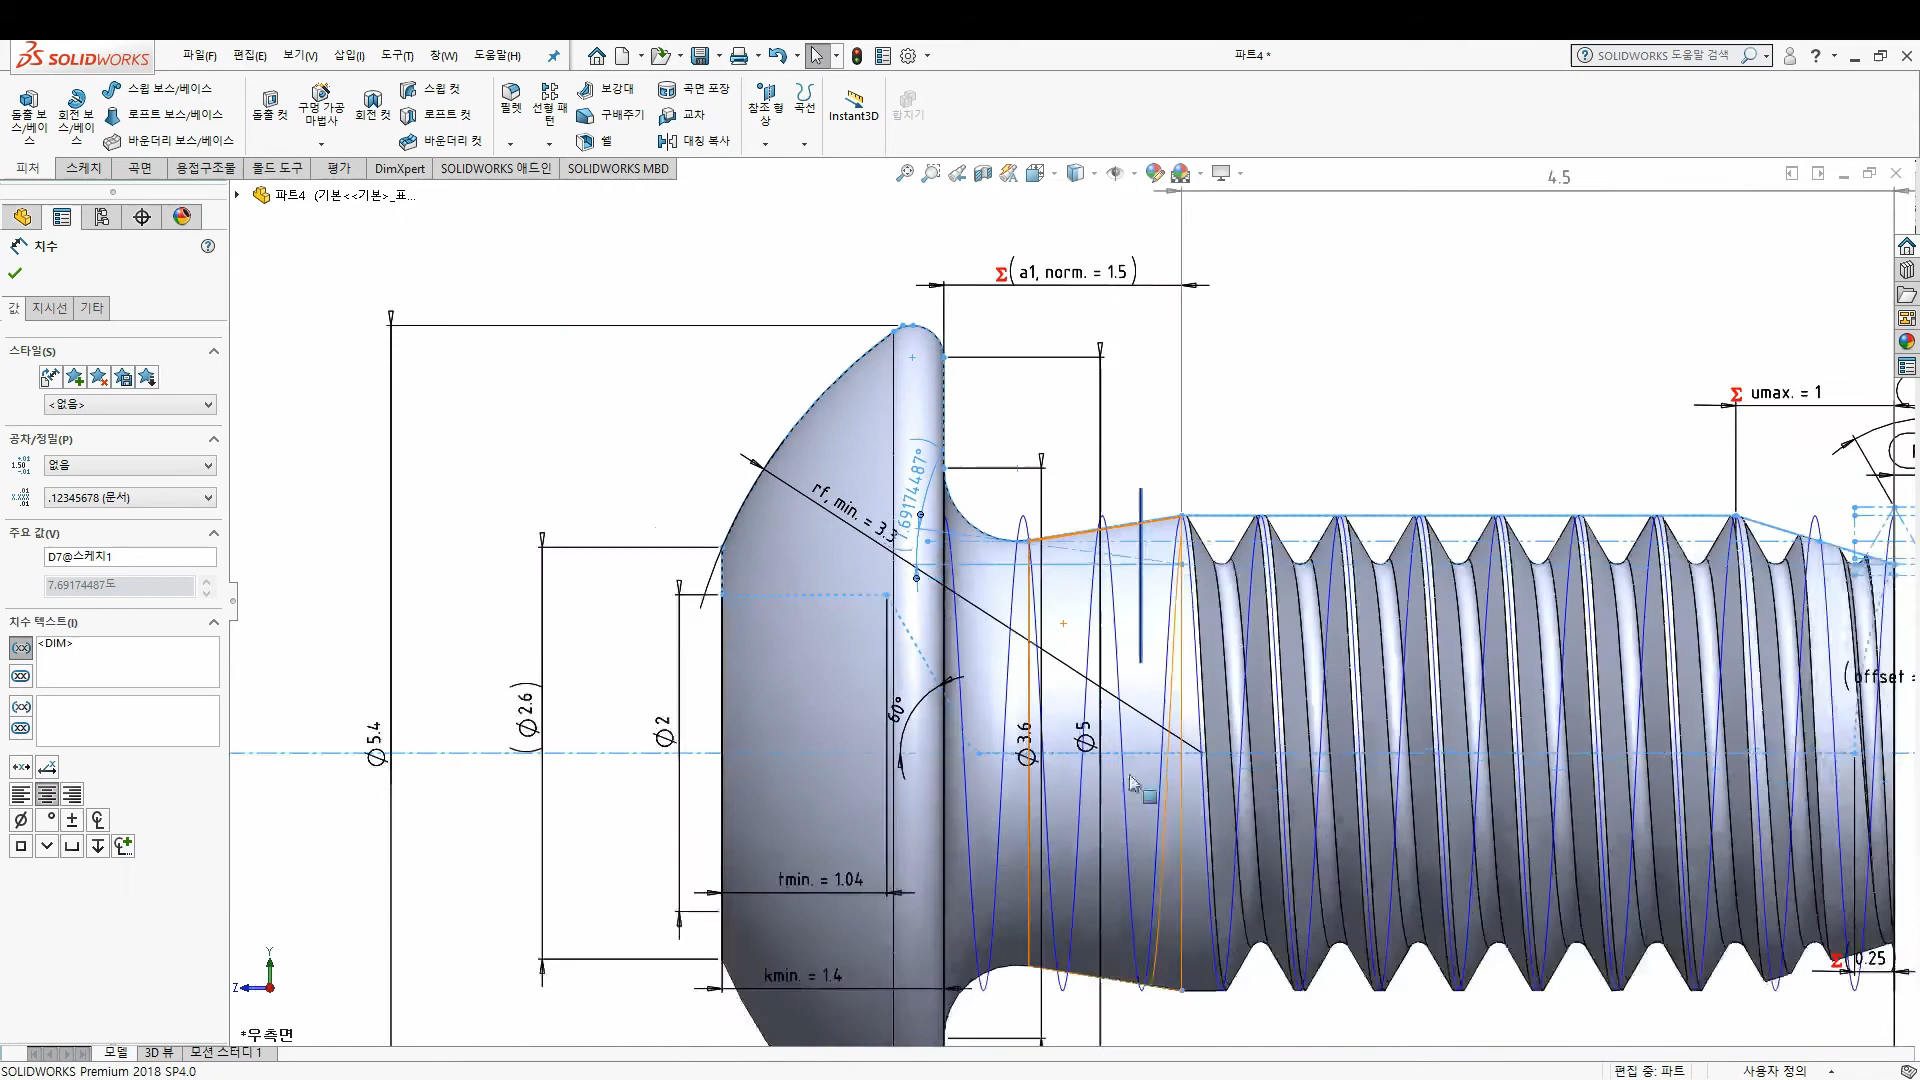 SOLIDWORKS
파일(F) 편집(E) 보기(V) 삽입(I) 도구(T) 창(W) 도움말(H)
파트4 *
SOLIDWORKS 도움말 검색
돌출 보스/베이스
회전 보스/베이스
스윕 보스/베이스
로프트 보스/베이스
바운더리 보스/베이스
돌출 컷
구멍 가공 마법사
회전 컷
스윕 컷
로프트 컷
바운더리 컷
필렛
선형 패턴
보강대
구배주기
쉘
곡면 포장
교차
대칭 복사
참조 형상
곡선
Instant3D
합치기
피처 스케치 곡면 용접구조물 몰드 도구 평가 DimXpert SOLIDWORKS 애드인 SOLIDWORKS MBD
파트4 (기본<<기본>_표...
치수
값 지시선 기타
스타일(S)
<없음>
공차/정밀(P)
없음
.12345678 (문서)
주요 값(V)
D7@스케치1
7.69174487도
치수 텍스트(I)
<DIM>
4.5
Σ(a1, norm. = 1.5)
Σ umax. = 1
(7.69174487°)
rf, min. = 3.3
(offset =
60°
Ø5.4
(Ø2.6)
Ø2
Ø3.6
Ø5
tmin. = 1.04
kmin. = 1.4
Σ(0.25
Y
Z
*우측면
모델 3D 뷰 모션 스터디 1
SOLIDWORKS Premium 2018 SP4.0
편집 중: 파트
사용자 정의